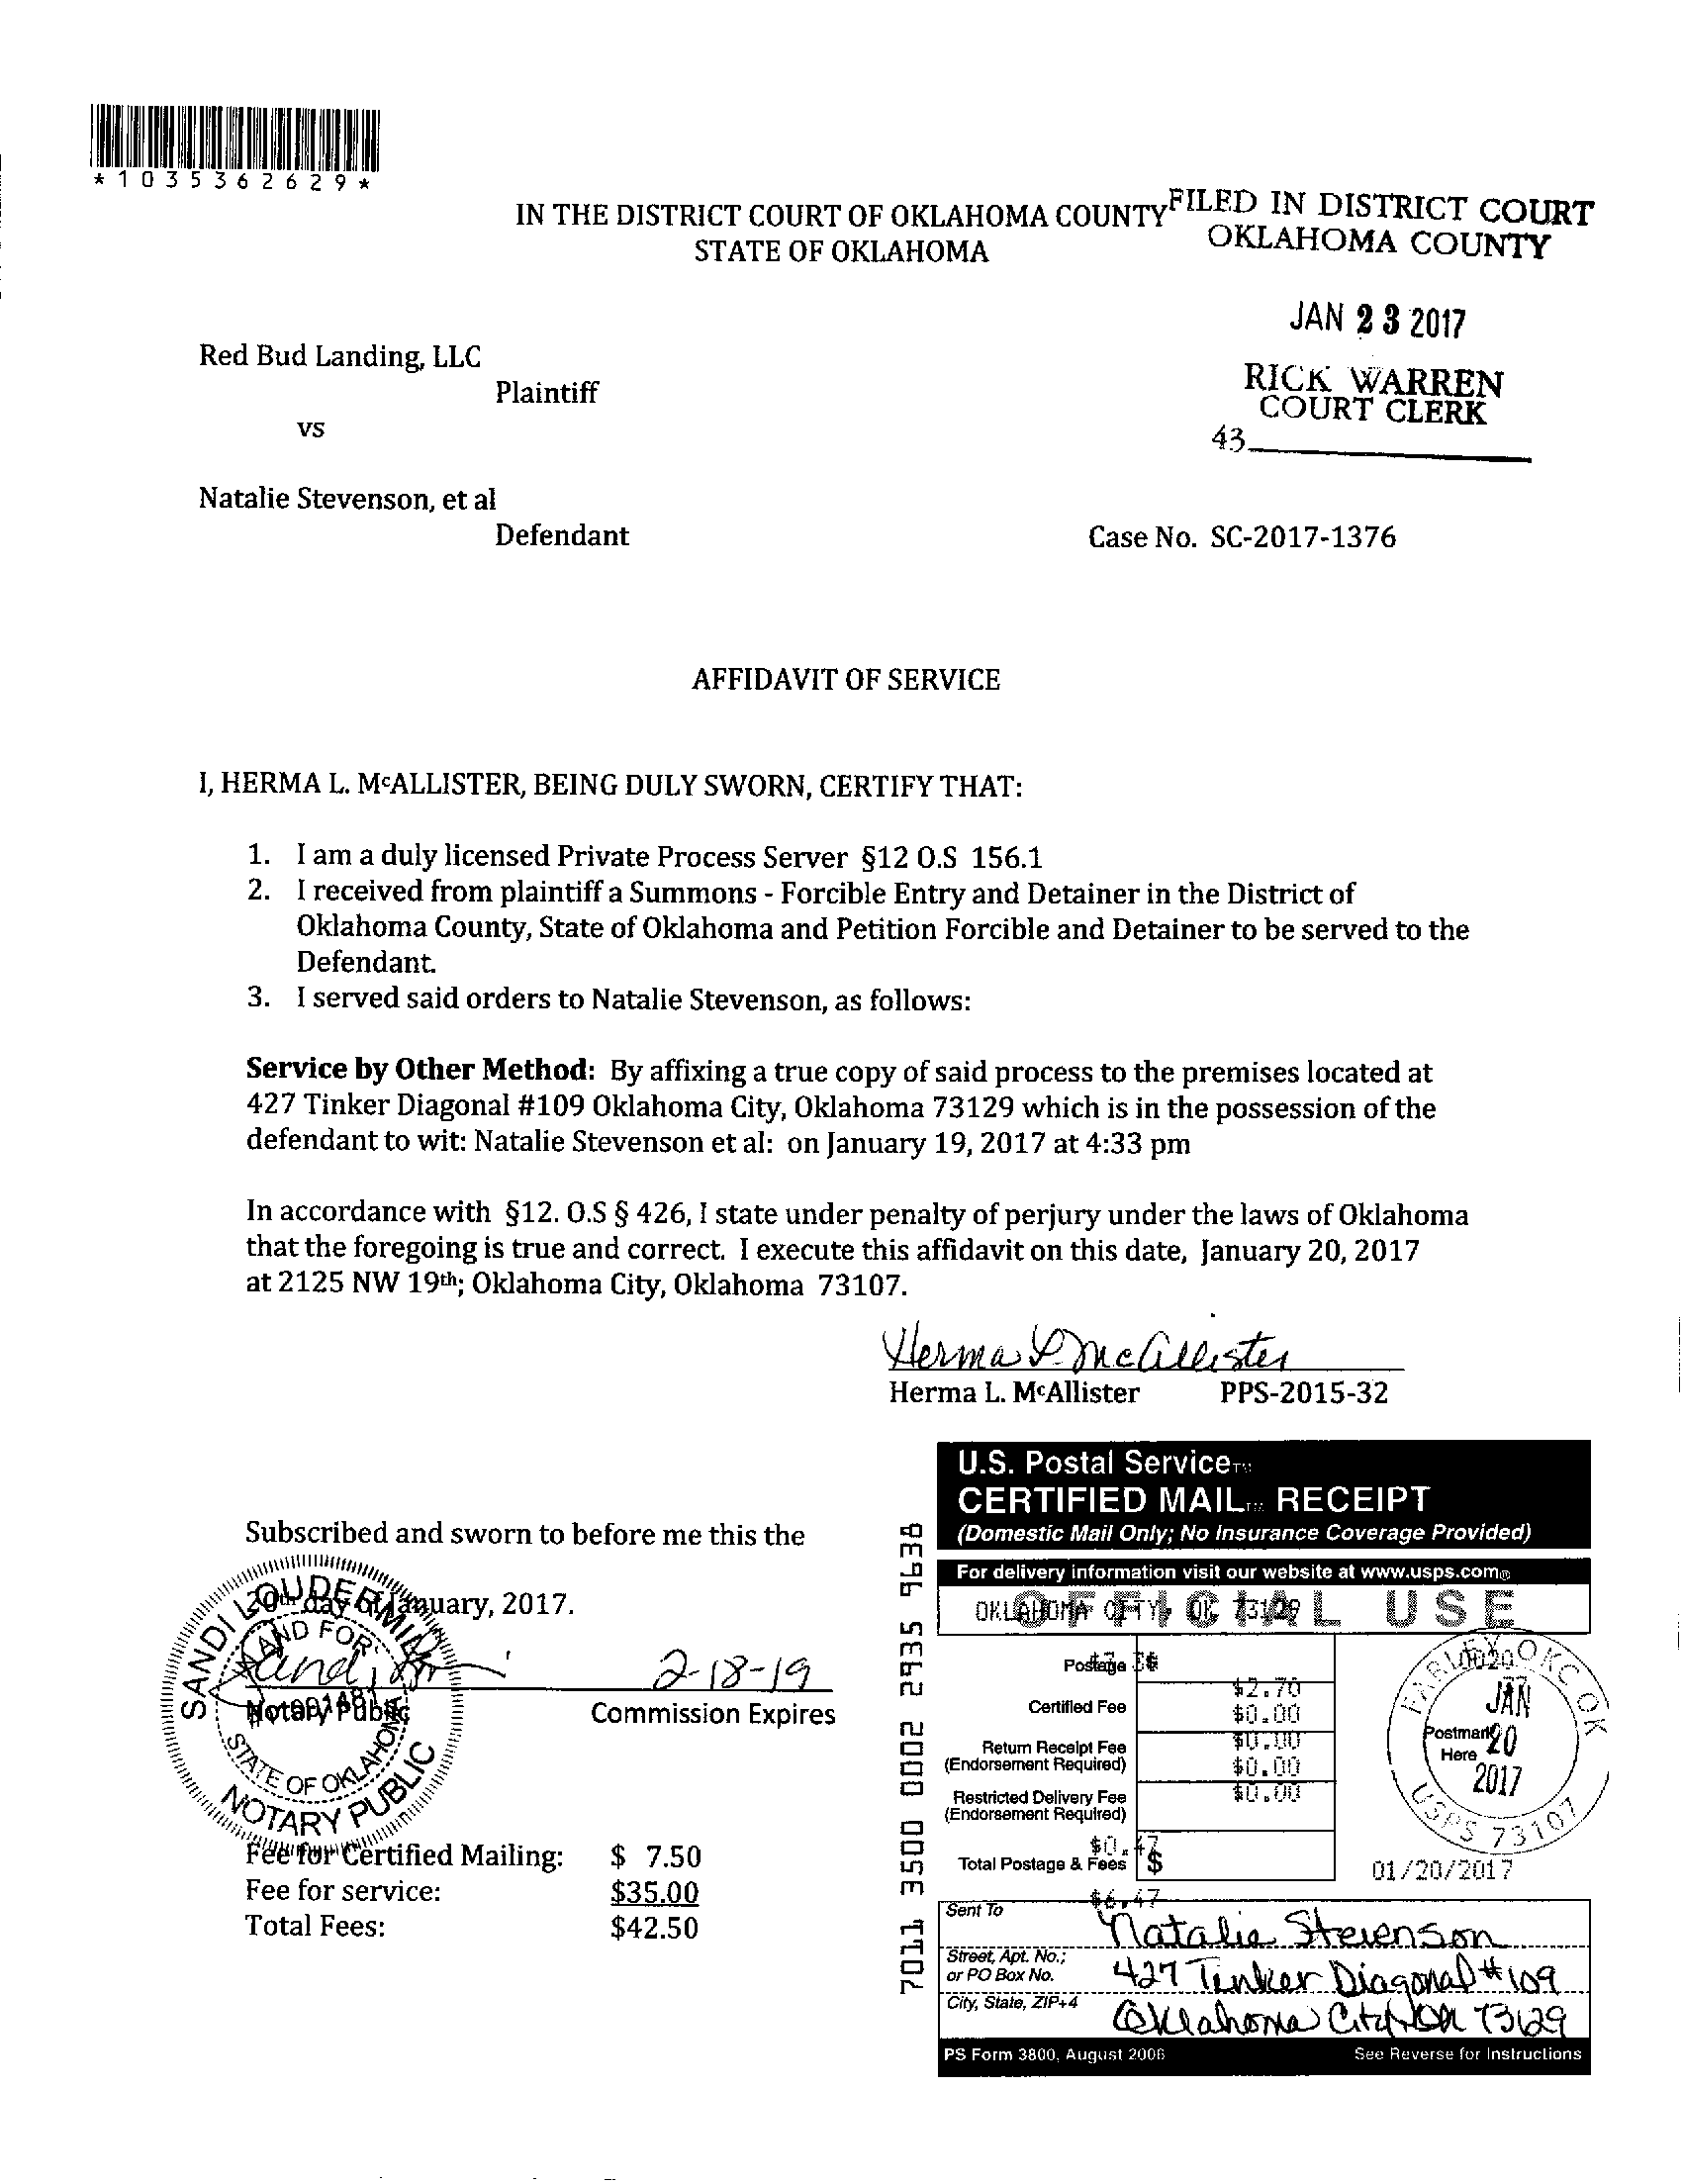 *1035362629*
IN THE DISTRICT COURT OF OKLAHOMA COUNTY
STATE OF OKLAHOMA
FILED IN DISTRICT COURT
OKLAHOMA COUNTY
JAN 23 2017
RICK WARREN
COURT CLERK
43
Red Bud Landing, LLC
Plaintiff
vs
Natalie Stevenson, et al
Defendant
Case No. SC-2017-1376
AFFIDAVIT OF SERVICE
I, HERMA L. McALLISTER, BEING DULY SWORN, CERTIFY THAT:
1. I am a duly licensed Private Process Server §12 O.S 156.1
2. I received from plaintiff a Summons - Forcible Entry and Detainer in the District of
Oklahoma County, State of Oklahoma and Petition Forcible and Detainer to be served to the
Defendant.
3. I served said orders to Natalie Stevenson, as follows:
Service by Other Method: By affixing a true copy of said process to the premises located at
427 Tinker Diagonal #109 Oklahoma City, Oklahoma 73129 which is in the possession of the
defendant to wit: Natalie Stevenson et al: on January 19, 2017 at 4:33 pm
In accordance with §12. O.S § 426, I state under penalty of perjury under the laws of Oklahoma
that the foregoing is true and correct. I execute this affidavit on this date, January 20, 2017
at 2125 NW 19th; Oklahoma City, Oklahoma 73107.
Herma L McAllister
Herma L. McAllister PPS-2015-32
Subscribed and sworn to before me this the
20th day of January, 2017.
2-18-19
Notary Public
Commission Expires
SANDI LOUDERMILK
IN AND FOR
STATE OF OKLAHOMA
NOTARY PUBLIC
Fee for Certified Mailing: $ 7.50
Fee for service: $35.00
Total Fees: $42.50
7011 3500 0002 2935 9638
U.S. Postal Service™
CERTIFIED MAIL™ RECEIPT
(Domestic Mail Only; No Insurance Coverage Provided)
For delivery information visit our website at www.usps.com®
OFFICIAL USE
OKLAHOMA CITY, OK 73129
Postage $
$2.70
Certified Fee
$0.00
Return Receipt Fee
(Endorsement Required)
$0.00
$0.00
Restricted Delivery Fee
(Endorsement Required)
$0.00
$0.47
Total Postage & Fees $
$6.47
0020
JAN
20
2017
Postmark
Here
OKC OK
USPS 73107
01/20/2017
Sent To
Natalie Stevenson
Street, Apt. No.;
or PO Box No.
427 Tinker Diagonal #109
City, State, ZIP+4
Oklahoma City OK 73129
PS Form 3800, August 2006
See Reverse for Instructions